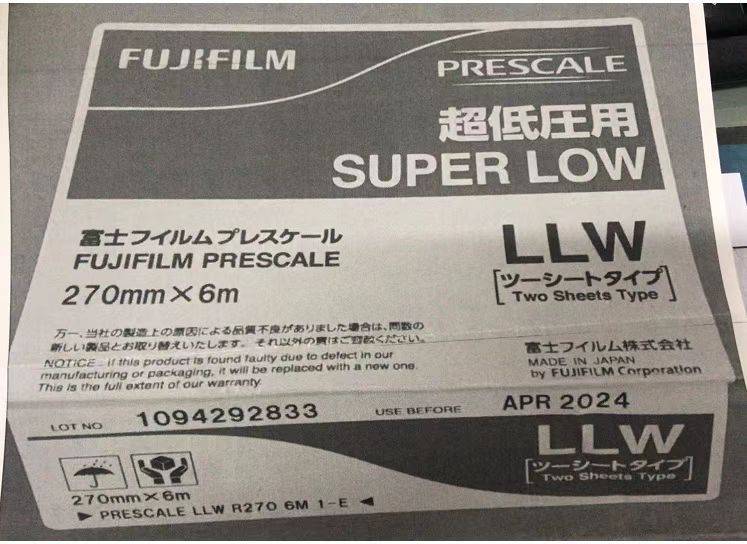 FUJIFILM
PRESCALE
超低圧用
SUPER LOW
富士フイルムプレスケール
FUJIFILM PRESCALE
270mm×6m
LLW
[ツーシートタイプ]
Two Sheets Type
万一、当社の製造上の原因による品質不良がありました場合は、同数の
新しい製品とお取り替えいたします。それ以外の責はご容赦ください。
NOTICE : if this product is found faulty due to defect in our
manufacturing or packaging, it will be replaced with a new one.
This is the full extent of our warranty.
富士フイルム株式会社
MADE IN JAPAN
by FUJIFILM Corporation
LOT NO 1094292833 USE BEFORE APR 2024
LLW
[ツーシートタイプ]
Two Sheets Type
270mm×6m
▶ PRESCALE LLW R270 6M 1-E ◀